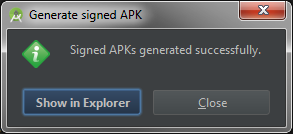 Generate signed APK
Signed APKs generated successfully.
Show in Explorer
Close